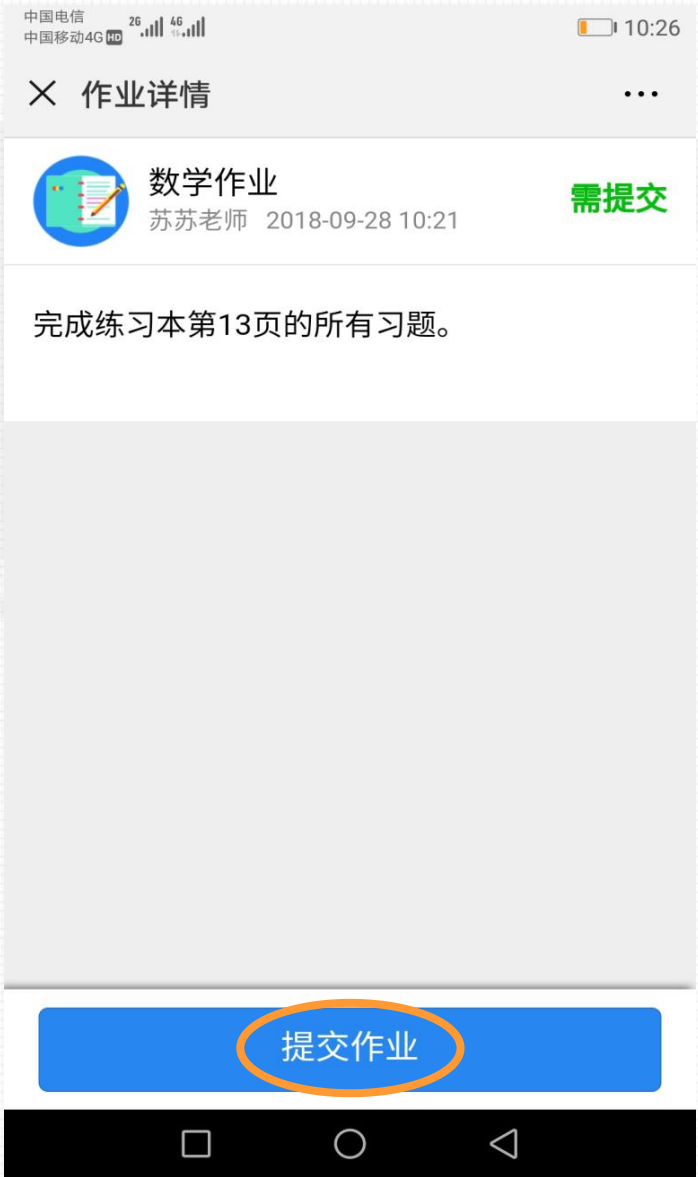 中国电信 2G 4G
中国移动4G HD
10:26
作业详情
数学作业
需提交
苏苏老师 2018-09-28 10:21
完成练习本第13页的所有习题。
提交作业